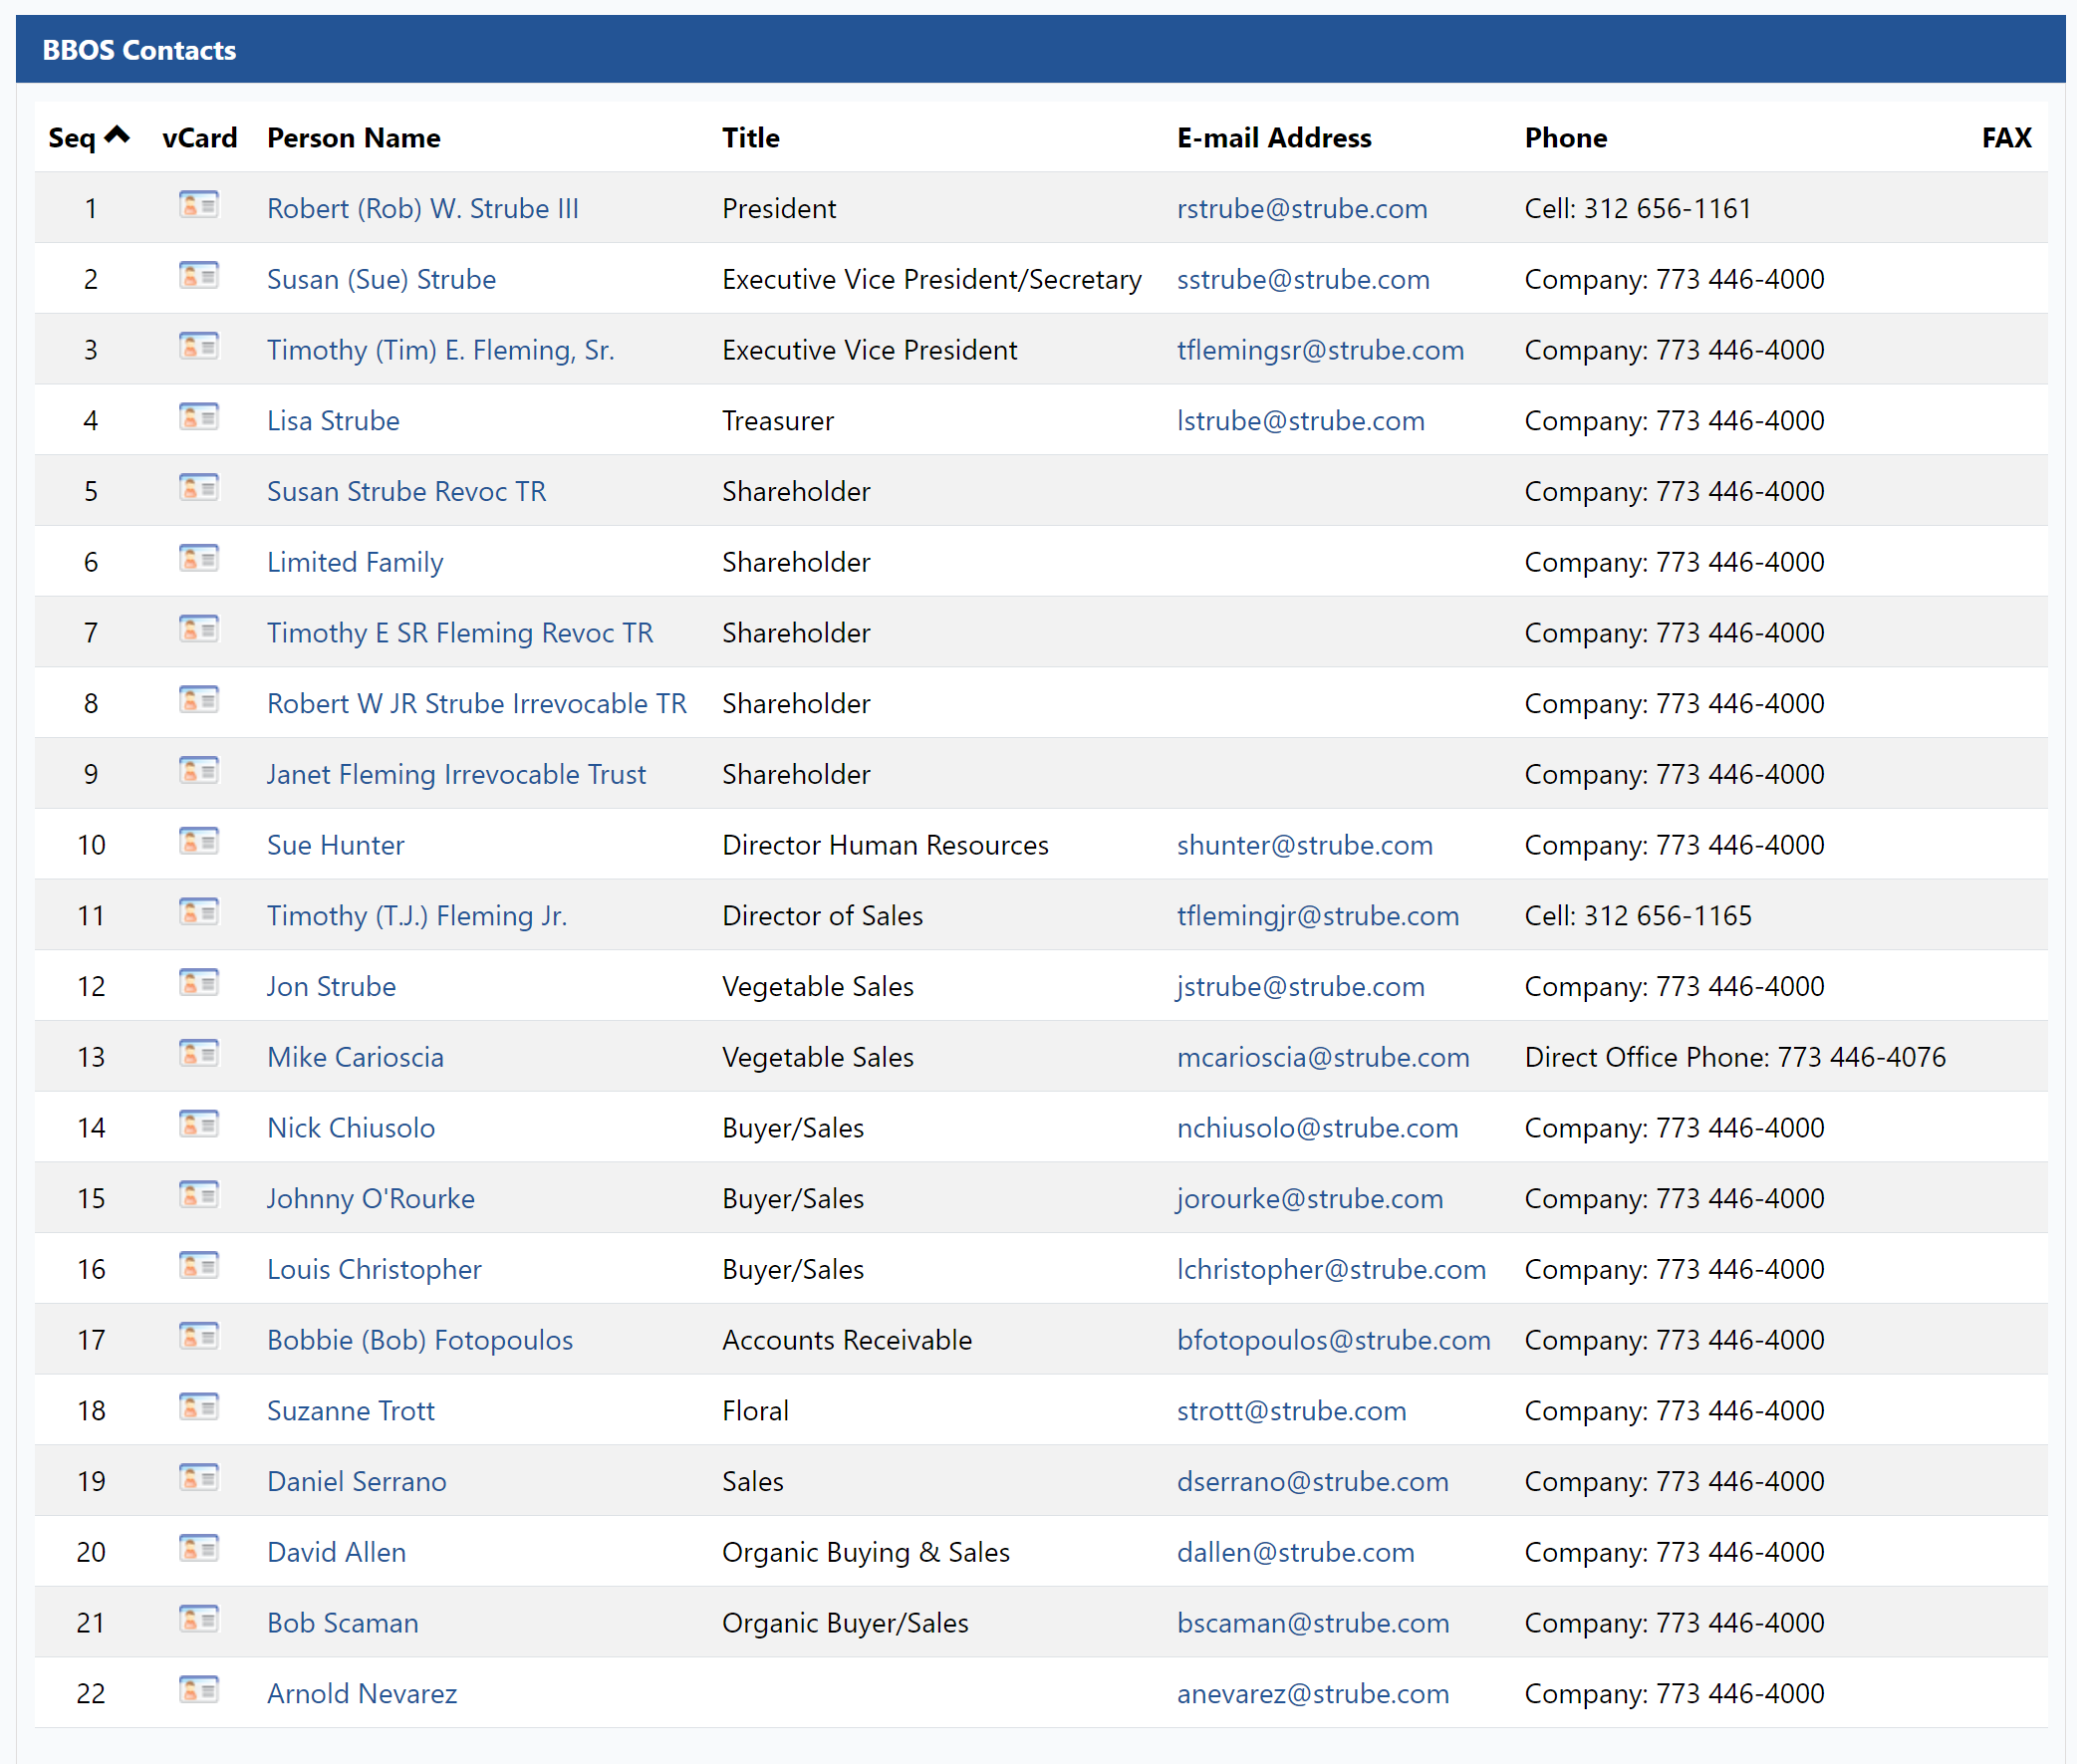 BBOS Contacts
Seq vCard Person Name Title E-mail Address Phone FAX
1 Robert (Rob) W. Strube III President rstrube@strube.com Cell: 312 656-1161
2 Susan (Sue) Strube Executive Vice President/Secretary sstrube@strube.com Company: 773 446-4000
3 Timothy (Tim) E. Fleming, Sr. Executive Vice President tflemingsr@strube.com Company: 773 446-4000
4 Lisa Strube Treasurer lstrube@strube.com Company: 773 446-4000
5 Susan Strube Revoc TR Shareholder Company: 773 446-4000
6 Limited Family Shareholder Company: 773 446-4000
7 Timothy E SR Fleming Revoc TR Shareholder Company: 773 446-4000
8 Robert W JR Strube Irrevocable TR Shareholder Company: 773 446-4000
9 Janet Fleming Irrevocable Trust Shareholder Company: 773 446-4000
10 Sue Hunter Director Human Resources shunter@strube.com Company: 773 446-4000
11 Timothy (T.J.) Fleming Jr. Director of Sales tflemingjr@strube.com Cell: 312 656-1165
12 Jon Strube Vegetable Sales jstrube@strube.com Company: 773 446-4000
13 Mike Carioscia Vegetable Sales mcarioscia@strube.com Direct Office Phone: 773 446-4076
14 Nick Chiusolo Buyer/Sales nchiusolo@strube.com Company: 773 446-4000
15 Johnny O'Rourke Buyer/Sales jorourke@strube.com Company: 773 446-4000
16 Louis Christopher Buyer/Sales lchristopher@strube.com Company: 773 446-4000
17 Bobbie (Bob) Fotopoulos Accounts Receivable bfotopoulos@strube.com Company: 773 446-4000
18 Suzanne Trott Floral strott@strube.com Company: 773 446-4000
19 Daniel Serrano Sales dserrano@strube.com Company: 773 446-4000
20 David Allen Organic Buying & Sales dallen@strube.com Company: 773 446-4000
21 Bob Scaman Organic Buyer/Sales bscaman@strube.com Company: 773 446-4000
22 Arnold Nevarez anevarez@strube.com Company: 773 446-4000